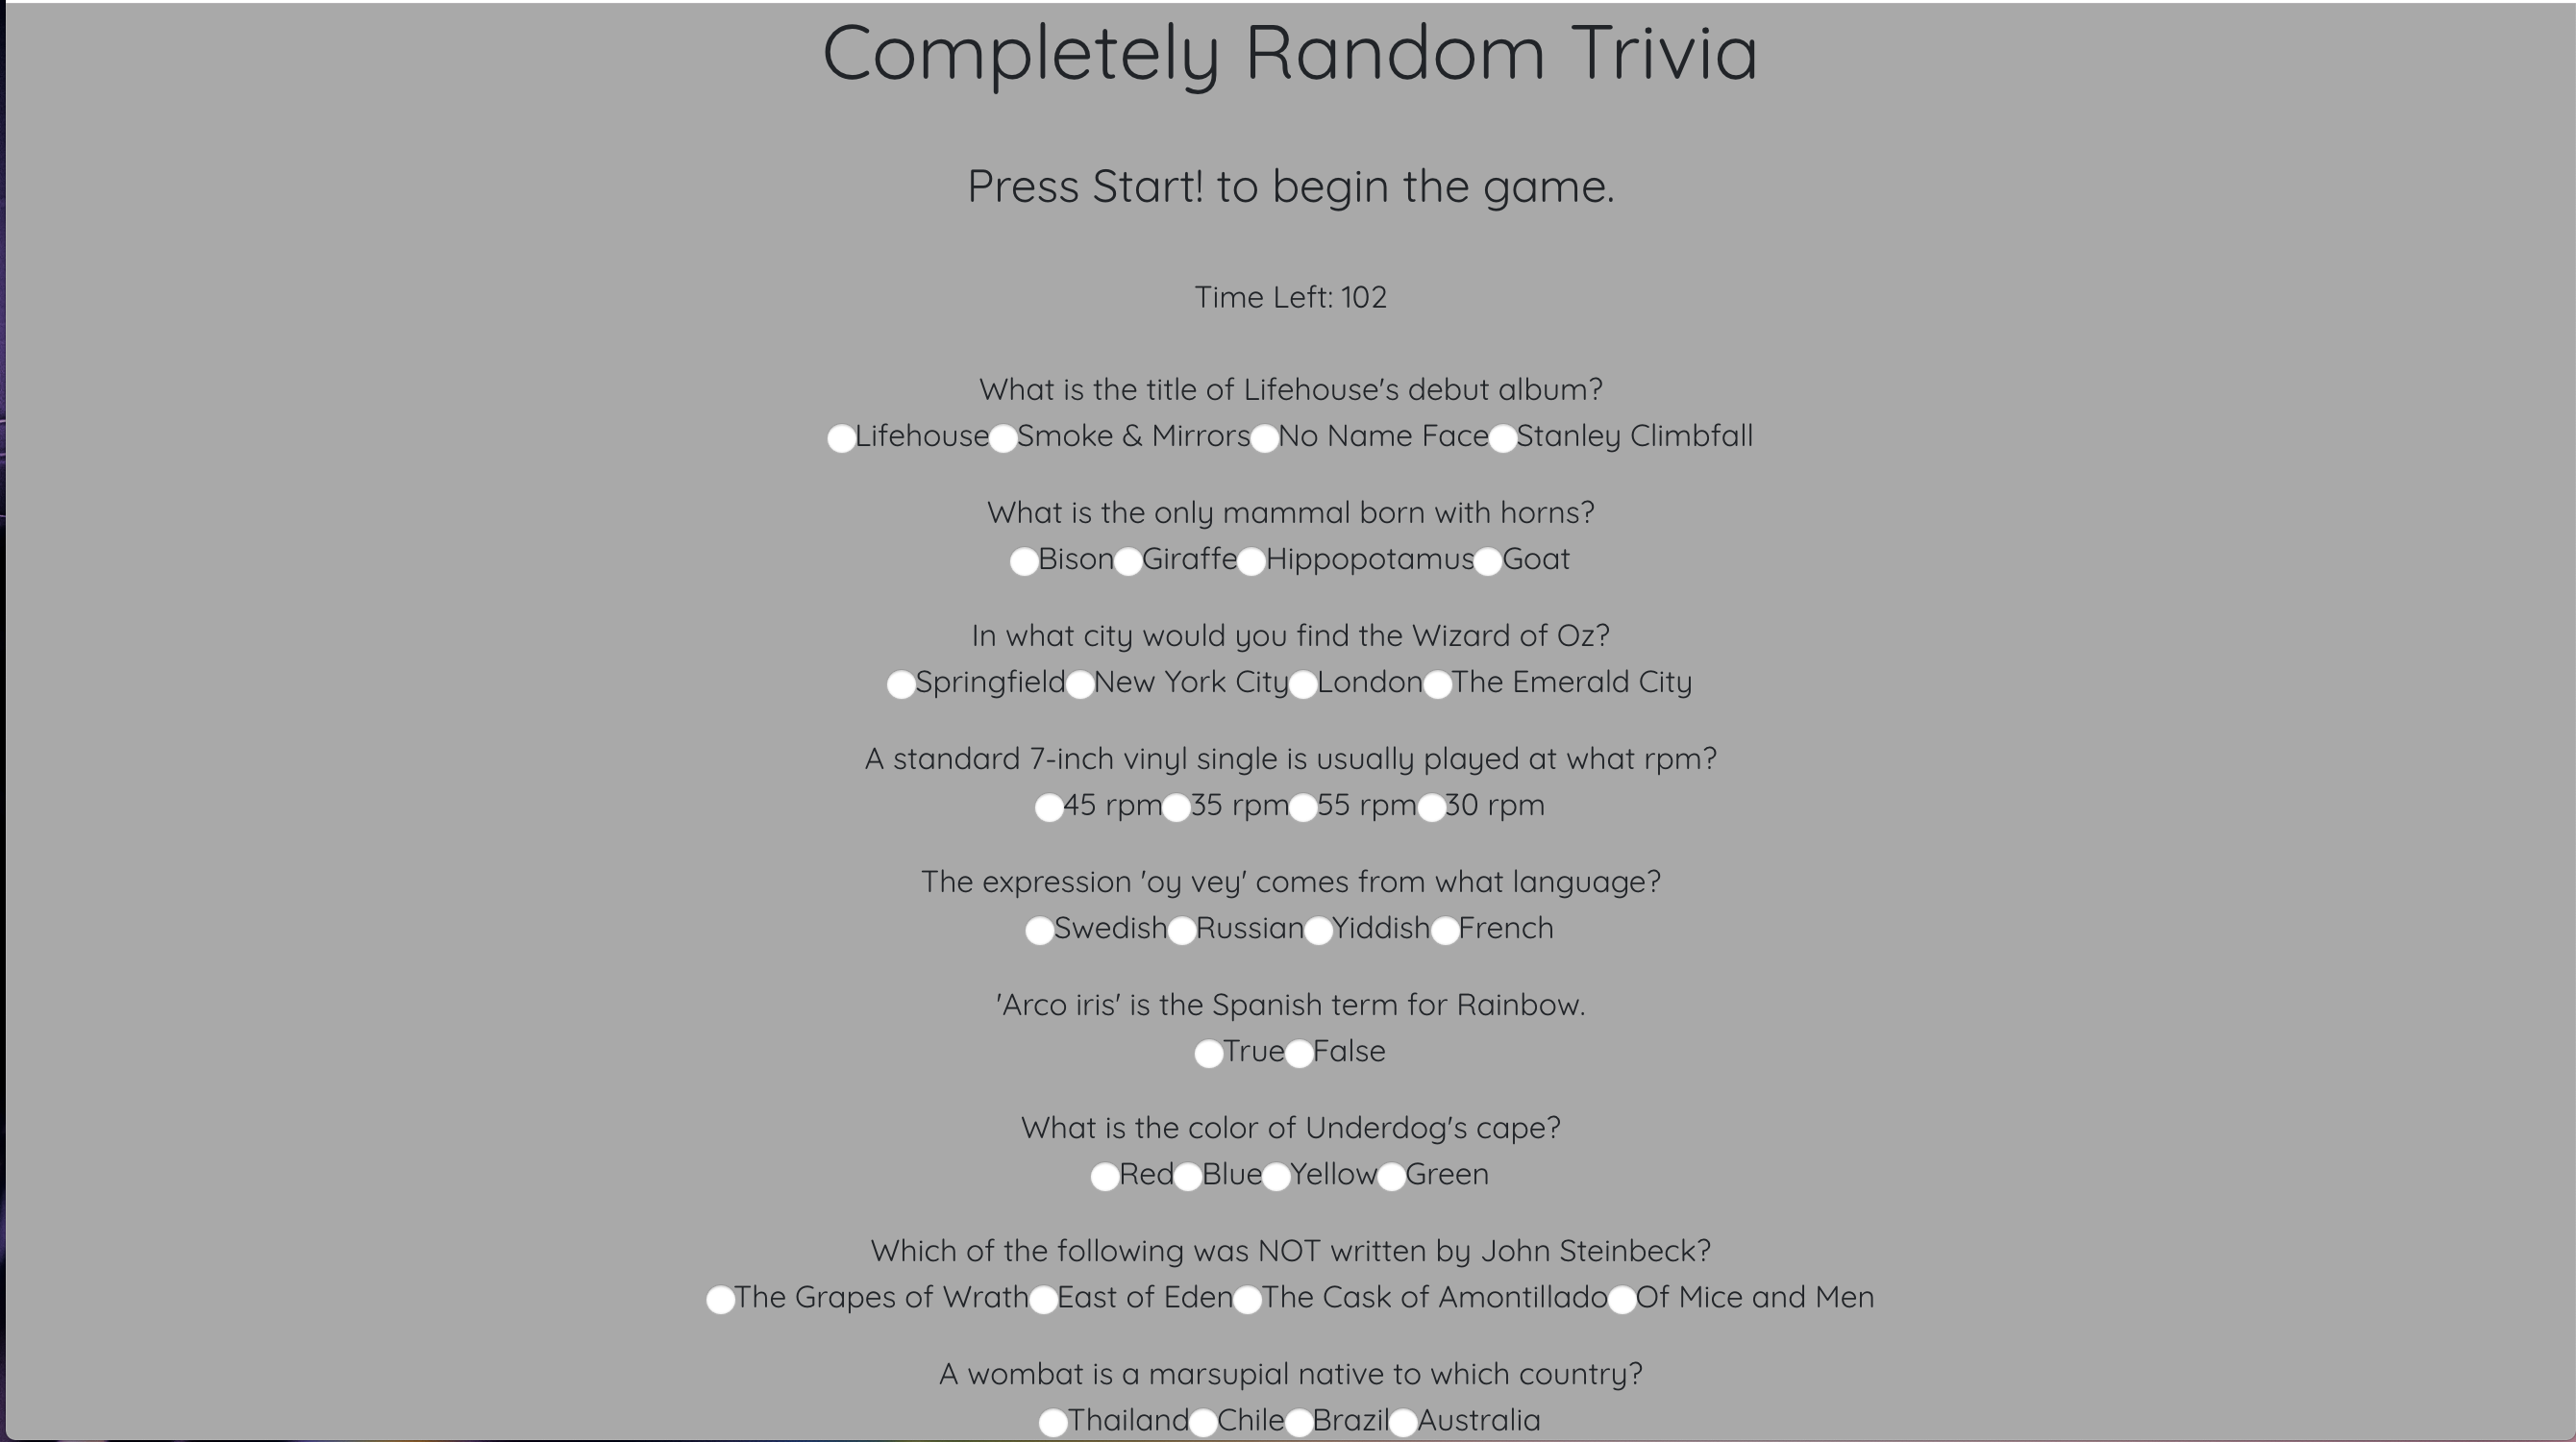 Completely Random Trivia
Press Start! to begin the game.
Time Left: 102
What is the title of Lifehouse's debut album?
Lifehouse Smoke & Mirrors No Name Face Stanley Climbfall
What is the only mammal born with horns?
Bison Giraffe Hippopotamus Goat
In what city would you find the Wizard of Oz?
Springfield New York City London The Emerald City
A standard 7-inch vinyl single is usually played at what rpm?
45 rpm 35 rpm 55 rpm 30 rpm
The expression 'oy vey' comes from what language?
Swedish Russian Yiddish French
'Arco iris' is the Spanish term for Rainbow.
True False
What is the color of Underdog's cape?
Red Blue Yellow Green
Which of the following was NOT written by John Steinbeck?
The Grapes of Wrath East of Eden The Cask of Amontillado Of Mice and Men
A wombat is a marsupial native to which country?
Thailand Chile Brazil Australia